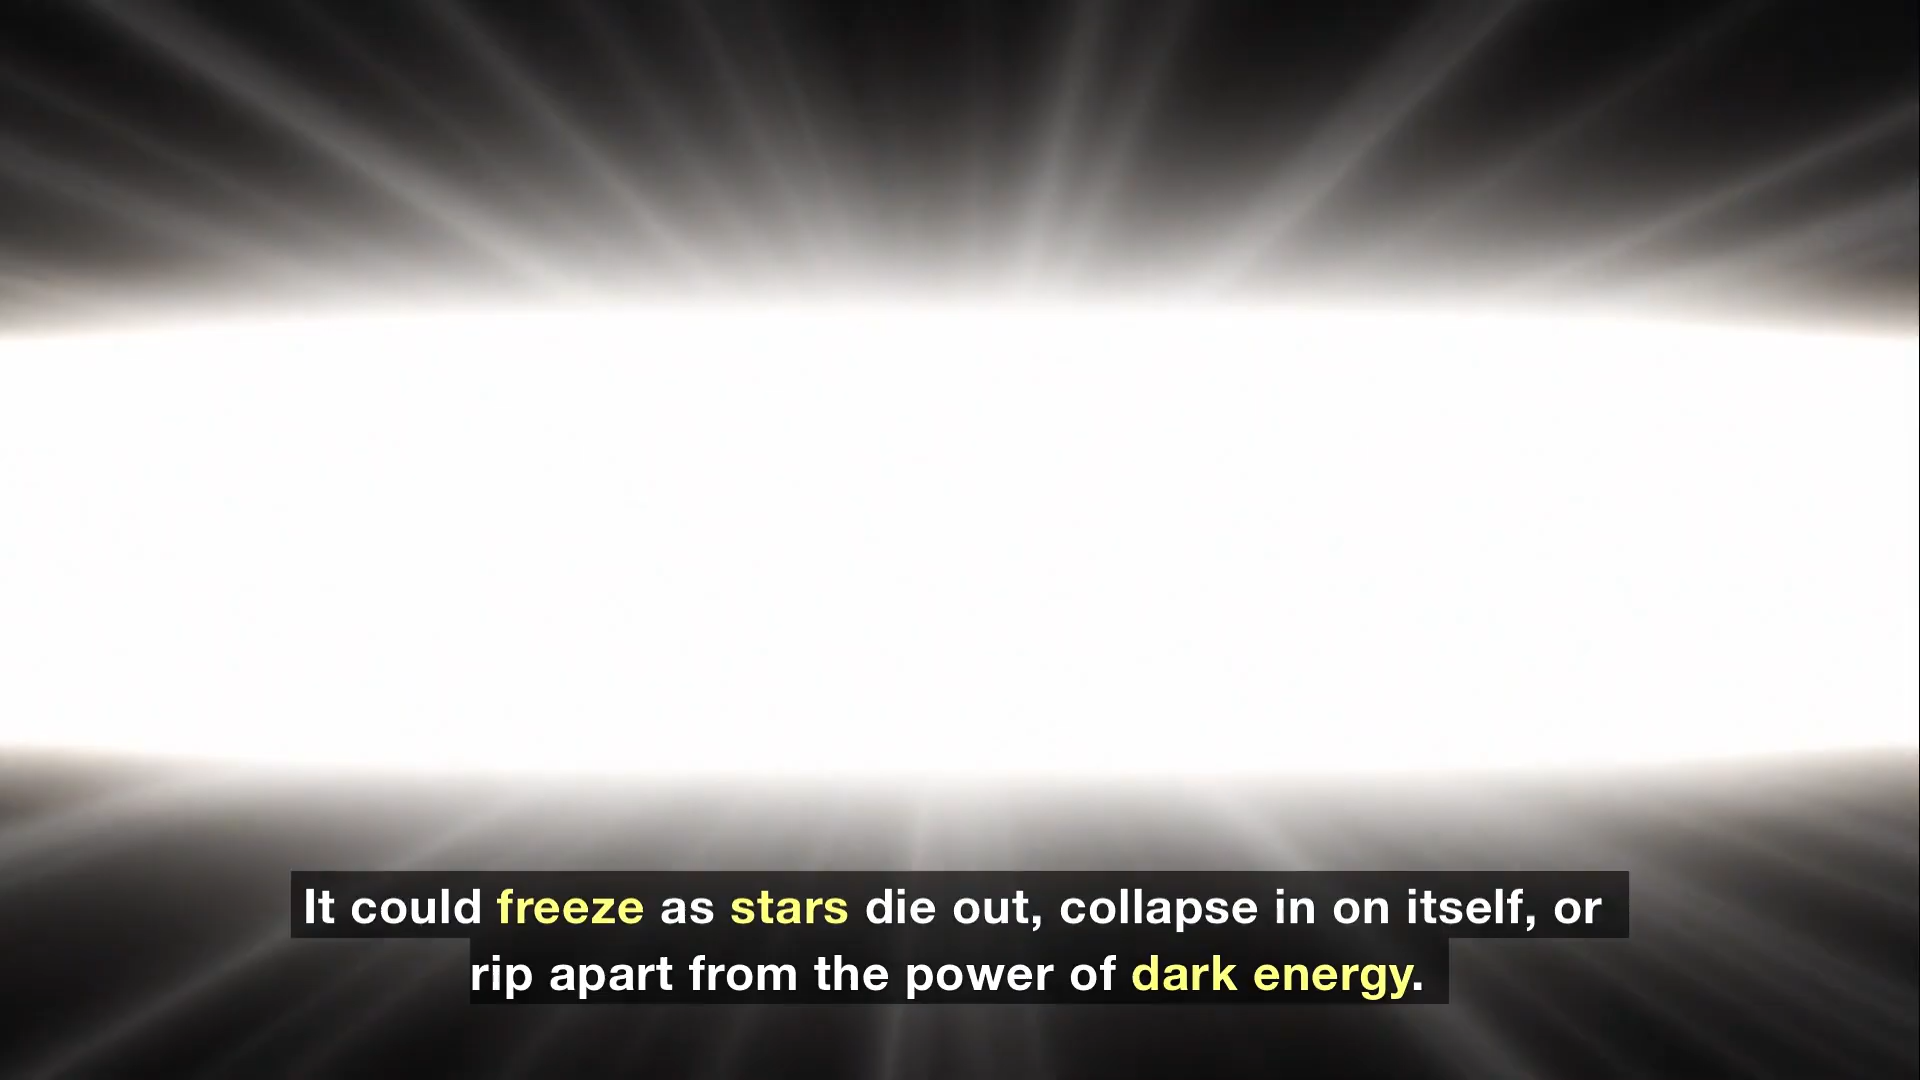 It could freeze as stars die out, collapse in on itself, or
rip apart from the power of dark energy.